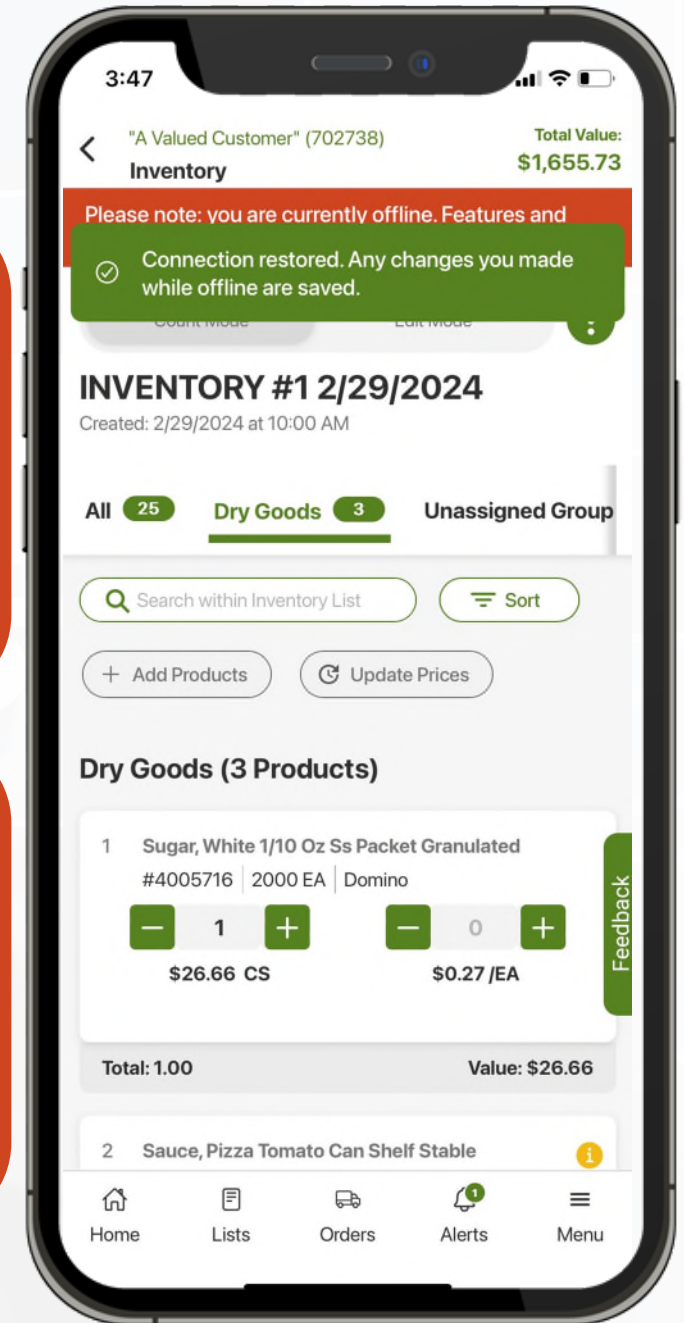 3:47
"A Valued Customer" (702738)
Total Value:
Inventory
$1,655.73
Please note: you are currently offline. Features and
Connection restored. Any changes you made
while offline are saved.
Count Mode
Edit Mode
INVENTORY #1 2/29/2024
Created: 2/29/2024 at 10:00 AM
All 25
Dry Goods 3
Unassigned Group
Search within Inventory List
Sort
+ Add Products
Update Prices
Dry Goods (3 Products)
1 Sugar, White 1/10 Oz Ss Packet Granulated
#4005716 | 2000 EA | Domino
− 1 +
− 0 +
$26.66 CS
$0.27 /EA
Feedback
Total: 1.00
Value: $26.66
2 Sauce, Pizza Tomato Can Shelf Stable
i
1
Home
Lists
Orders
Alerts
Menu